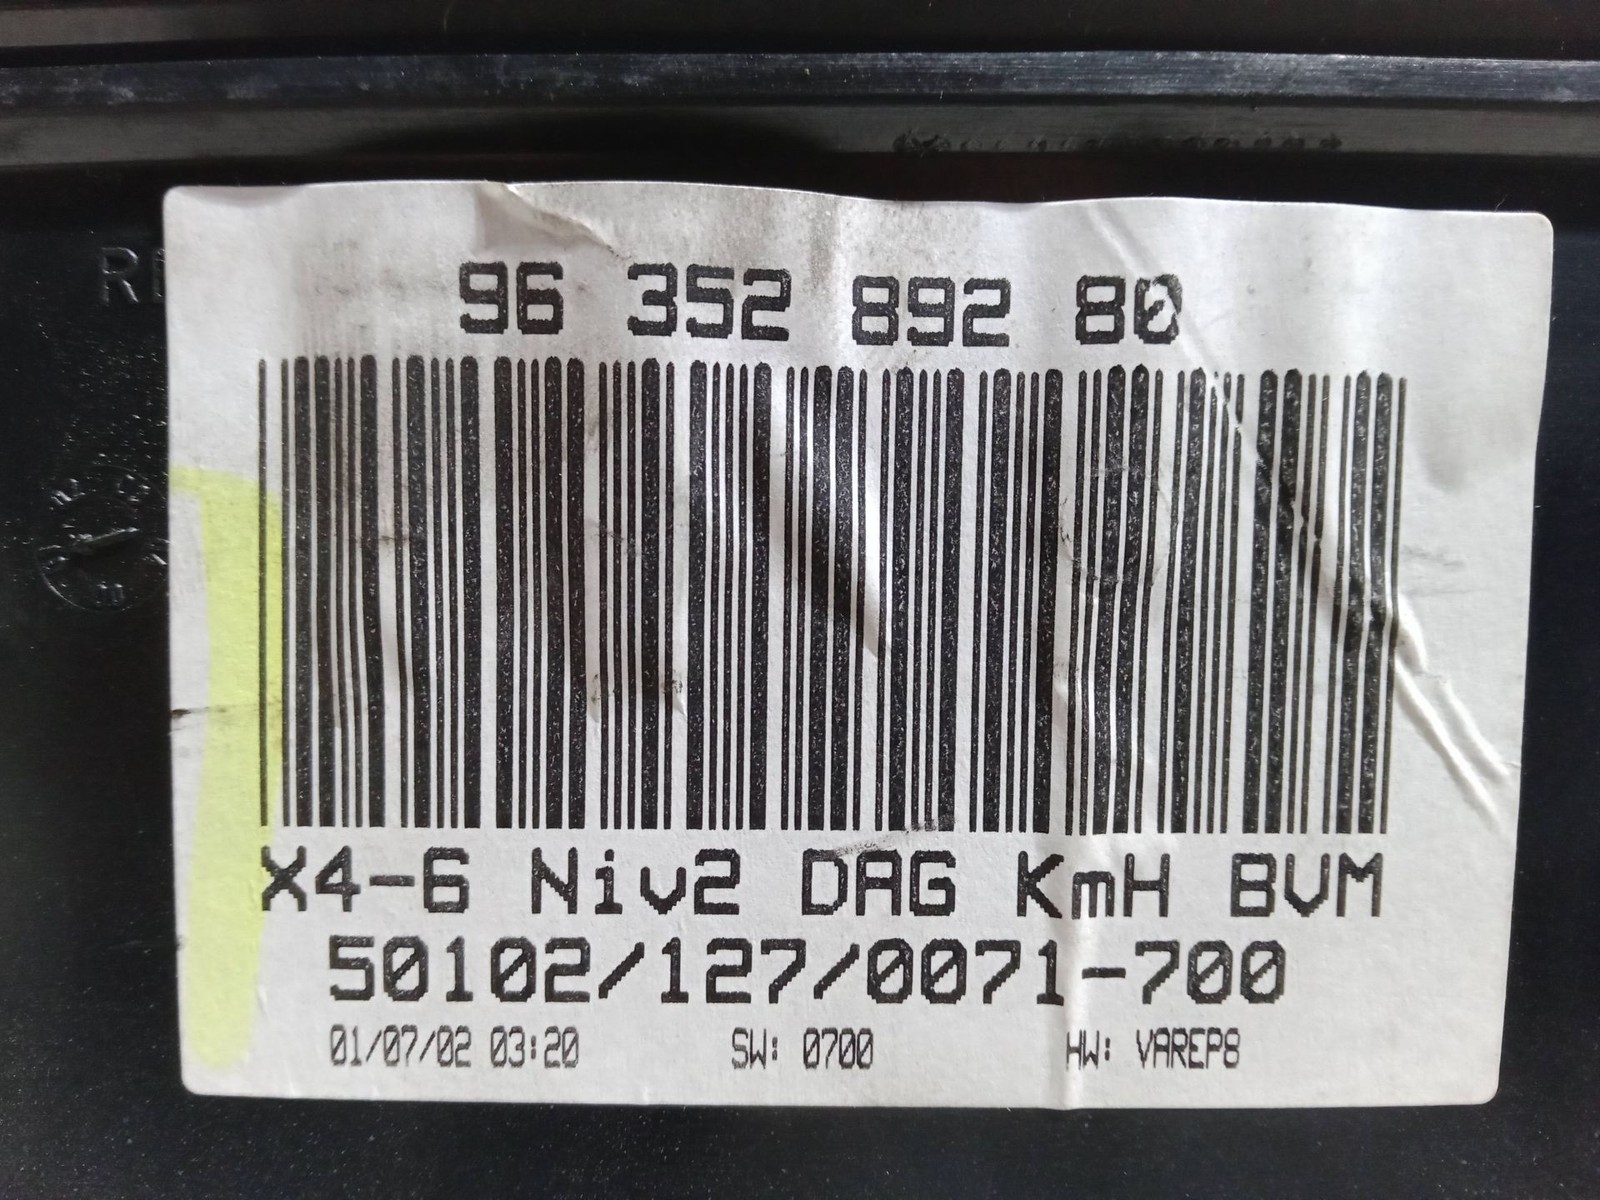 96 352 892 80
X4-6 Niv2 DAG KmH BVM
50102/127/0071-700
01/07/02 03:20 SW: 0700 HW: VAREP8